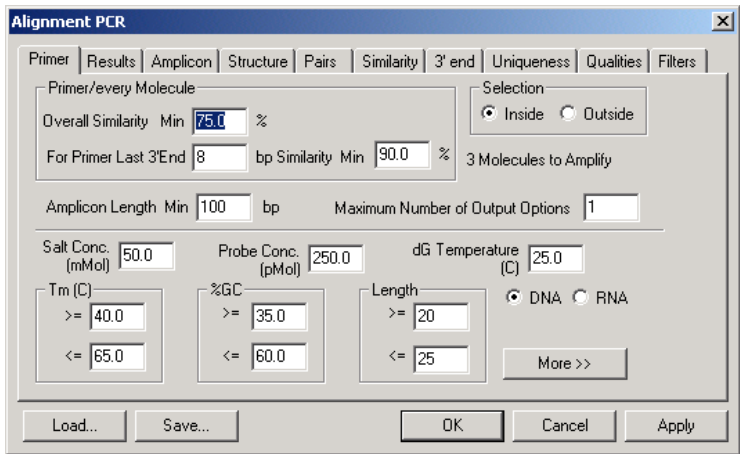 Alignment PCR
Primer Results Amplicon Structure Pairs Similarity 3' end Uniqueness Qualities Filters
Primer/every Molecule
Overall Similarity Min 75.0 %
For Primer Last 3'End 8 bp Similarity Min 90.0 %
Selection
Inside Outside
3 Molecules to Amplify
Amplicon Length Min 100 bp Maximum Number of Output Options 1
Salt Conc. (mMol) 50.0 Probe Conc. (pMol) 250.0 dG Temperature (C) 25.0
Tm (C) %GC Length
>= 40.0 >= 35.0 >= 20 DNA RNA
<= 65.0 <= 60.0 <= 25 More >>
Load... Save... OK Cancel Apply